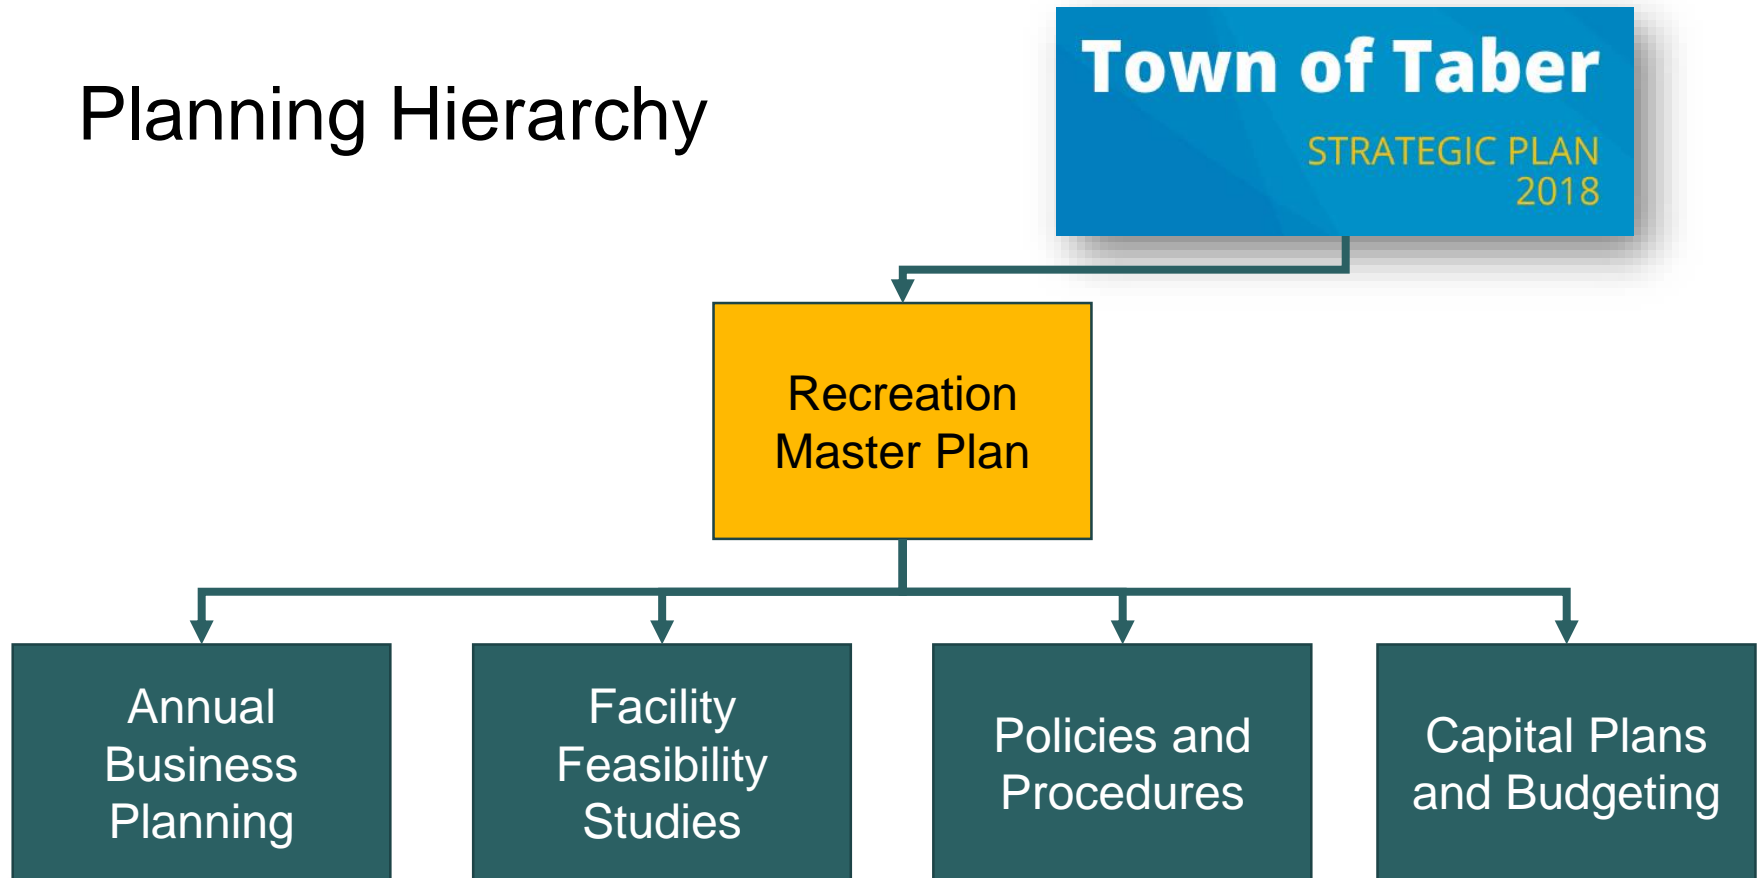 Planning Hierarchy
Town of Taber
STRATEGIC PLAN
2018
Recreation
Master Plan
Annual
Business
Planning
Facility
Feasibility
Studies
Policies and
Procedures
Capital Plans
and Budgeting